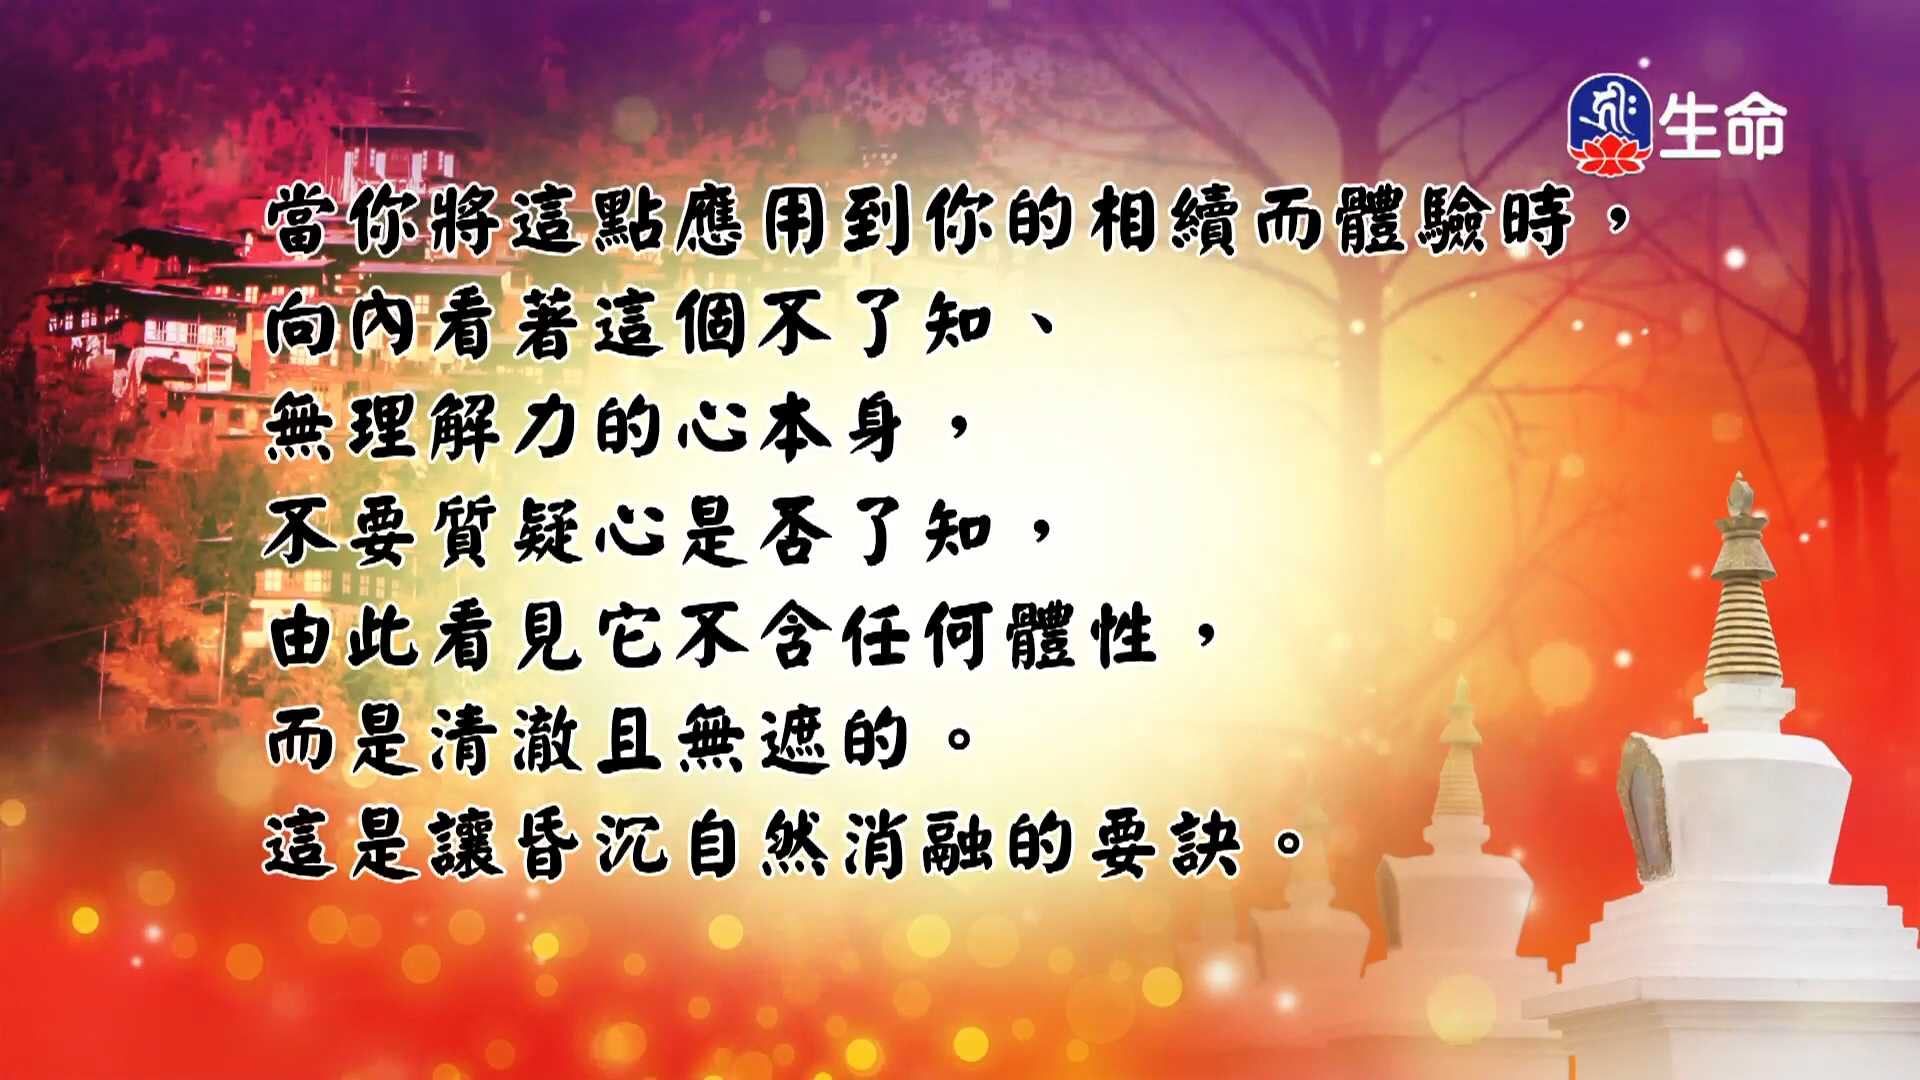 生命
當你將這點應用到你的相續而體驗時，
向內看著這個不了知、
無理解力的心本身，
不要質疑心是否了知，
由此看見它不含任何體性，
而是清澈且無遮的。
這是讓昏沉自然消融的要訣。